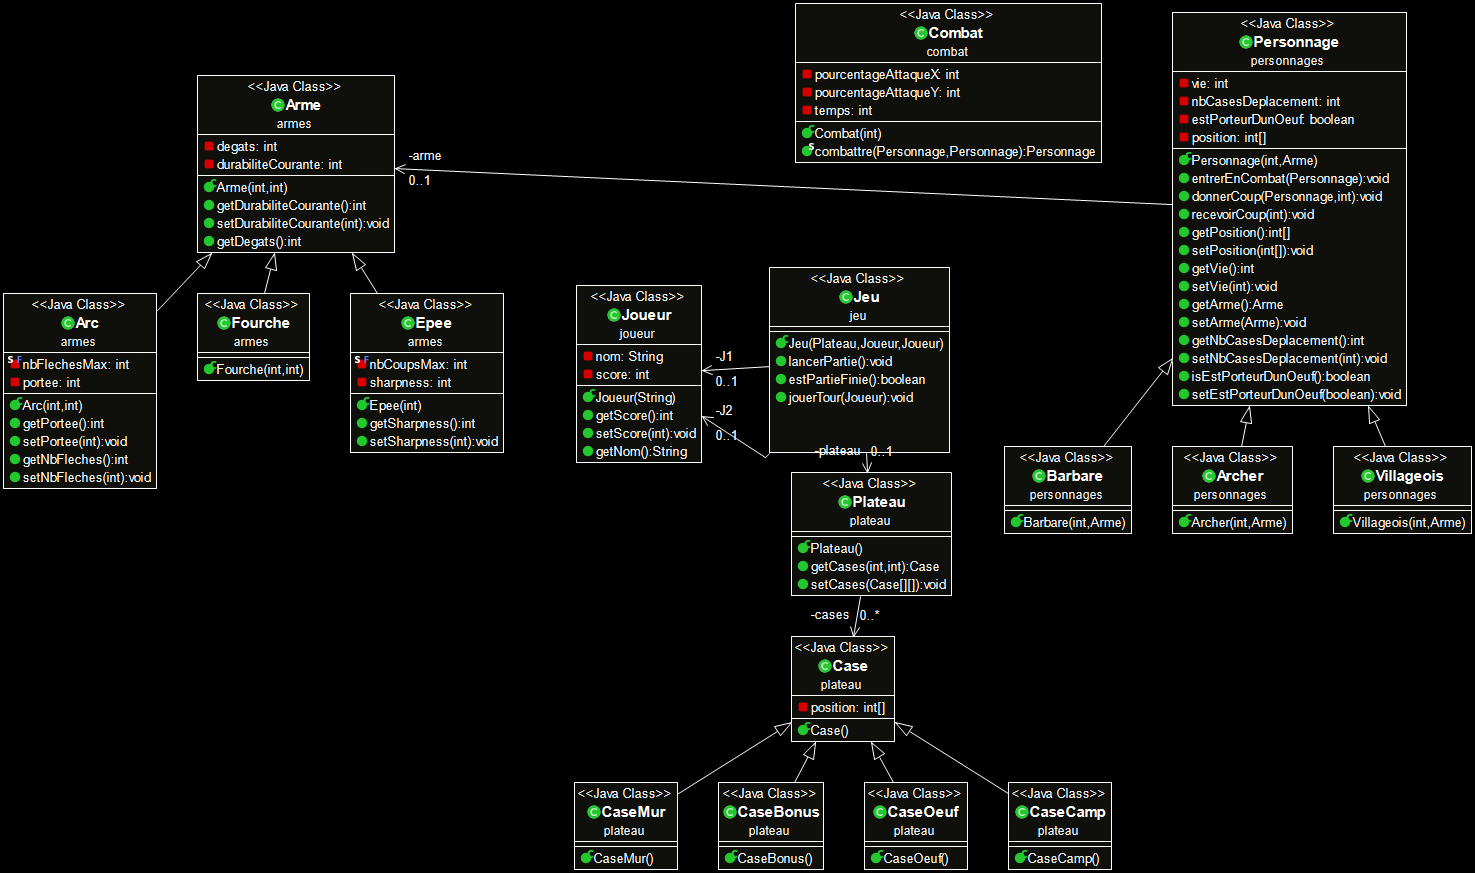 <<Java Class>>
Combat
combat
pourcentageAttaqueX: int
pourcentageAttaqueY: int
temps: int
Combat(int)
combattre(Personnage,Personnage):Personnage
<<Java Class>>
Personnage
personnages
vie: int
nbCasesDeplacement: int
estPorteurDunOeuf: boolean
position: int[]
Personnage(int,Arme)
entrerEnCombat(Personnage):void
donnerCoup(Personnage,int):void
recevoirCoup(int):void
getPosition():int[]
setPosition(int[]):void
getVie():int
setVie(int):void
getArme():Arme
setArme(Arme):void
getNbCasesDeplacement():int
setNbCasesDeplacement(int):void
isEstPorteurDunOeuf():boolean
setEstPorteurDunOeuf(boolean):void
<<Java Class>>
Arme
armes
degats: int
durabiliteCourante: int
Arme(int,int)
getDurabiliteCourante():int
setDurabiliteCourante(int):void
getDegats():int
-arme
0..1
<<Java Class>>
Arc
armes
nbFlechesMax: int
portee: int
Arc(int,int)
getPortee():int
setPortee(int):void
getNbFleches():int
setNbFleches(int):void
<<Java Class>>
Fourche
armes
Fourche(int,int)
<<Java Class>>
Epee
armes
nbCoupsMax: int
sharpness: int
Epee(int)
getSharpness():int
setSharpness(int):void
<<Java Class>>
Joueur
joueur
nom: String
score: int
Joueur(String)
getScore():int
setScore(int):void
getNom():String
-J1
0..1
-J2
0..1
<<Java Class>>
Jeu
jeu
Jeu(Plateau,Joueur,Joueur)
lancerPartie():void
estPartieFinie():boolean
jouerTour(Joueur):void
-plateau 0..1
<<Java Class>>
Plateau
plateau
Plateau()
getCases(int,int):Case
setCases(Case[][]):void
-cases 0..*
<<Java Class>>
Case
plateau
position: int[]
Case()
<<Java Class>>
Barbare
personnages
Barbare(int,Arme)
<<Java Class>>
Archer
personnages
Archer(int,Arme)
<<Java Class>>
Villageois
personnages
Villageois(int,Arme)
<<Java Class>>
CaseMur
plateau
CaseMur()
<<Java Class>>
CaseBonus
plateau
CaseBonus()
<<Java Class>>
CaseOeuf
plateau
CaseOeuf()
<<Java Class>>
CaseCamp
plateau
CaseCamp()